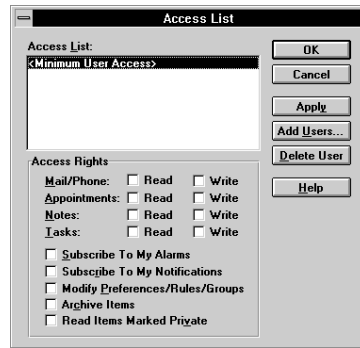 Access List
Access List:
<Minimum User Access>
OK
Cancel
Apply
Add Users...
Delete User
Help
Access Rights
Mail/Phone: Read Write
Appointments: Read Write
Notes: Read Write
Tasks: Read Write
Subscribe To My Alarms
Subscribe To My Notifications
Modify Preferences/Rules/Groups
Archive Items
Read Items Marked Private